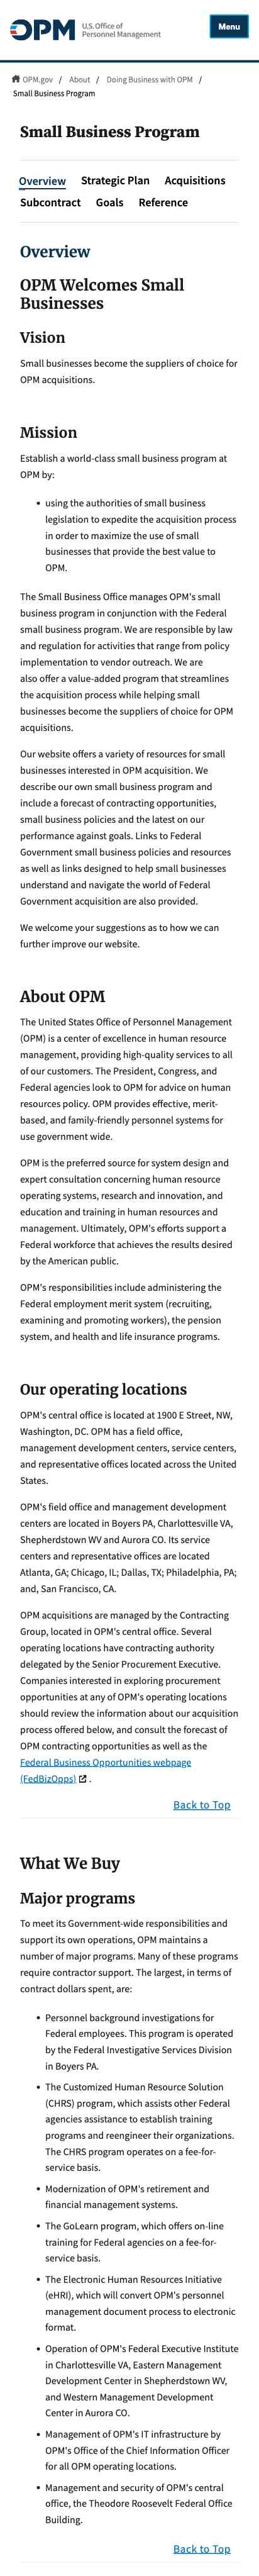 OPM U.S. Office of
Personnel Management
Menu
OPM.gov / About / Doing Business with OPM /
Small Business Program
Small Business Program
Overview Strategic Plan Acquisitions
Subcontract Goals Reference
Overview
OPM Welcomes Small
Businesses
Vision
Small businesses become the suppliers of choice for
OPM acquisitions.
Mission
Establish a world-class small business program at
OPM by:
• using the authorities of small business
legislation to expedite the acquisition process
in order to maximize the use of small
businesses that provide the best value to
OPM.
The Small Business Office manages OPM's small
business program in conjunction with the Federal
small business program. We are responsible by law
and regulation for activities that range from policy
implementation to vendor outreach. We are
also offer a value-added program that streamlines
the acquisition process while helping small
businesses become the suppliers of choice for OPM
acquisitions.
Our website offers a variety of resources for small
businesses interested in OPM acquisition. We
describe our own small business program and
include a forecast of contracting opportunities,
small business policies and the latest on our
performance against goals. Links to Federal
Government small business policies and resources
as well as links designed to help small businesses
understand and navigate the world of Federal
Government acquisition are also provided.
We welcome your suggestions as to how we can
further improve our website.
About OPM
The United States Office of Personnel Management
(OPM) is a center of excellence in human resource
management, providing high-quality services to all
of our customers. The President, Congress, and
Federal agencies look to OPM for advice on human
resources policy. OPM provides effective, merit-
based, and family-friendly personnel systems for
use government wide.
OPM is the preferred source for system design and
expert consultation concerning human resource
operating systems, research and innovation, and
education and training in human resources and
management. Ultimately, OPM's efforts support a
Federal workforce that achieves the results desired
by the American public.
OPM's responsibilities include administering the
Federal employment merit system (recruiting,
examining and promoting workers), the pension
system, and health and life insurance programs.
Our operating locations
OPM's central office is located at 1900 E Street, NW,
Washington, DC. OPM has a field office,
management development centers, service centers,
and representative offices located across the United
States.
OPM's field office and management development
centers are located in Boyers PA, Charlottesville VA,
Shepherdstown WV and Aurora CO. Its service
centers and representative offices are located
Atlanta, GA; Chicago, IL; Dallas, TX; Philadelphia, PA;
and, San Francisco, CA.
OPM acquisitions are managed by the Contracting
Group, located in OPM's central office. Several
operating locations have contracting authority
delegated by the Senior Procurement Executive.
Companies interested in exploring procurement
opportunities at any of OPM's operating locations
should review the information about our acquisition
process offered below, and consult the forecast of
OPM contracting opportunities as well as the
Federal Business Opportunities webpage
(FedBizOpps) .
Back to Top
What We Buy
Major programs
To meet its Government-wide responsibilities and
support its own operations, OPM maintains a
number of major programs. Many of these programs
require contractor support. The largest, in terms of
contract dollars spent, are:
• Personnel background investigations for
Federal employees. This program is operated
by the Federal Investigative Services Division
in Boyers PA.
• The Customized Human Resource Solution
(CHRS) program, which assists other Federal
agencies assistance to establish training
programs and reengineer their organizations.
The CHRS program operates on a fee-for-
service basis.
• Modernization of OPM's retirement and
financial management systems.
• The GoLearn program, which offers on-line
training for Federal agencies on a fee-for-
service basis.
• The Electronic Human Resources Initiative
(eHRI), which will convert OPM's personnel
management document process to electronic
format.
• Operation of OPM's Federal Executive Institute
in Charlottesville VA, Eastern Management
Development Center in Shepherdstown WV,
and Western Management Development
Center in Aurora CO.
• Management of OPM's IT infrastructure by
OPM's Office of the Chief Information Officer
for all OPM operating locations.
• Management and security of OPM's central
office, the Theodore Roosevelt Federal Office
Building.
Back to Top